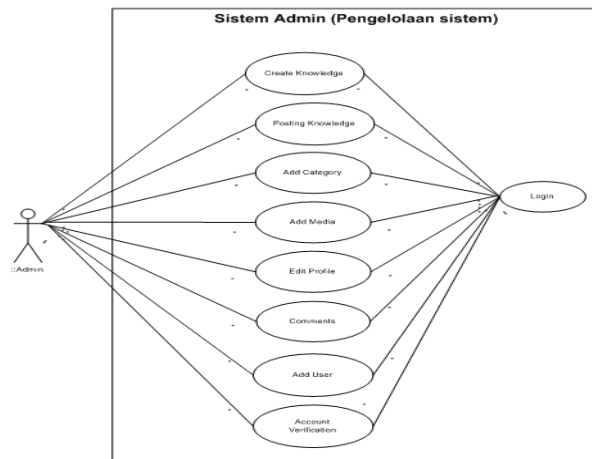 Sistem Admin (Pengelolaan sistem)
Create Knowledge
Posting Knowledge
Add Category
Login
Add Media
::Admin
Edit Profile
Comments
Add User
Account
Verification